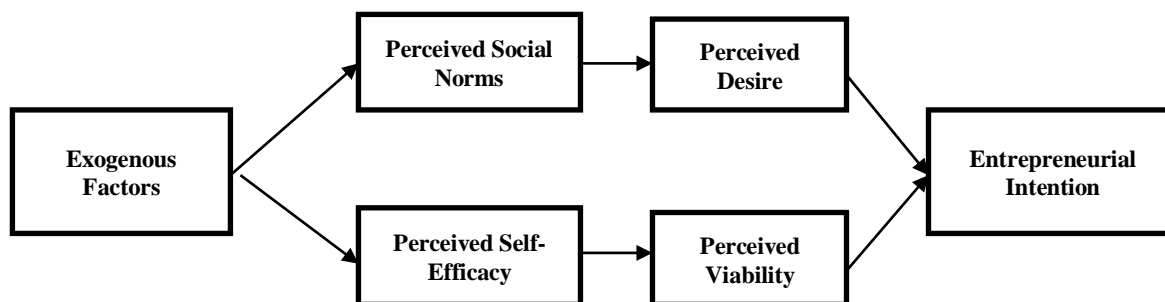 Perceived Social
Norms
Perceived
Desire
Exogenous
Factors
Entrepreneurial
Intention
Perceived Self-
Efficacy
Perceived
Viability